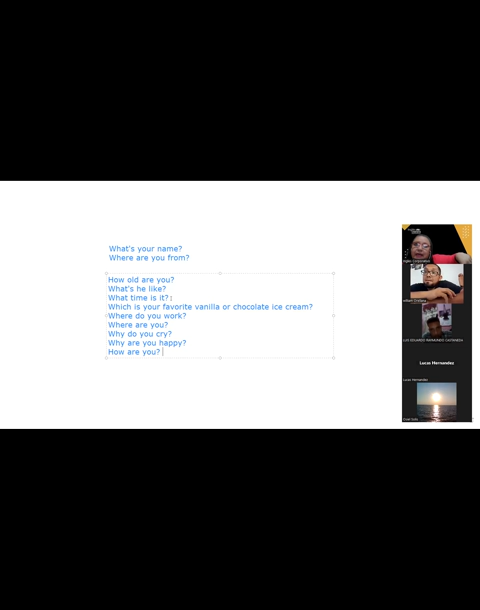 What's your name?
Where are you from?
How old are you?
What's he like?
What time is it?:
Which is your favorite vanilla or chocolate ice cream?
Where do you work?
Where are you?
Why do you cry?
Why are you happy?
How are you?
Lucas Hernandez
Lucas Hernandez